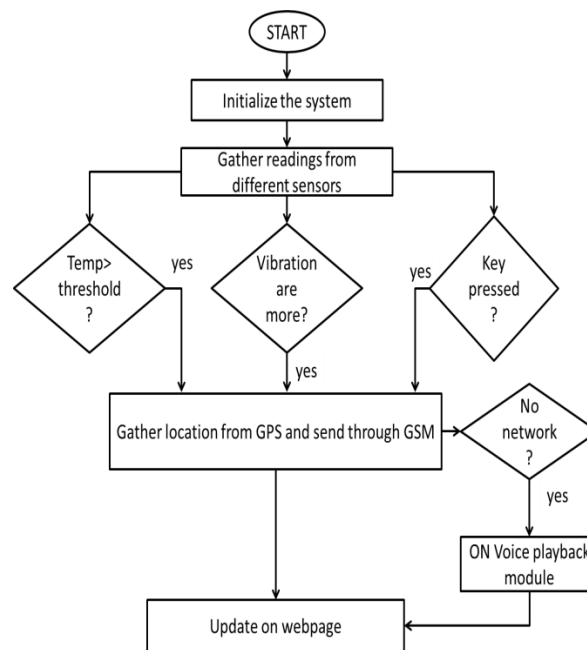 START
Initialize the system
Gather readings from
different sensors
Temp>
threshold
?
yes
Vibration
are
more?
yes
yes
Key
pressed
?
Gather location from GPS and send through GSM
No
network
?
yes
ON Voice playback
module
Update on webpage